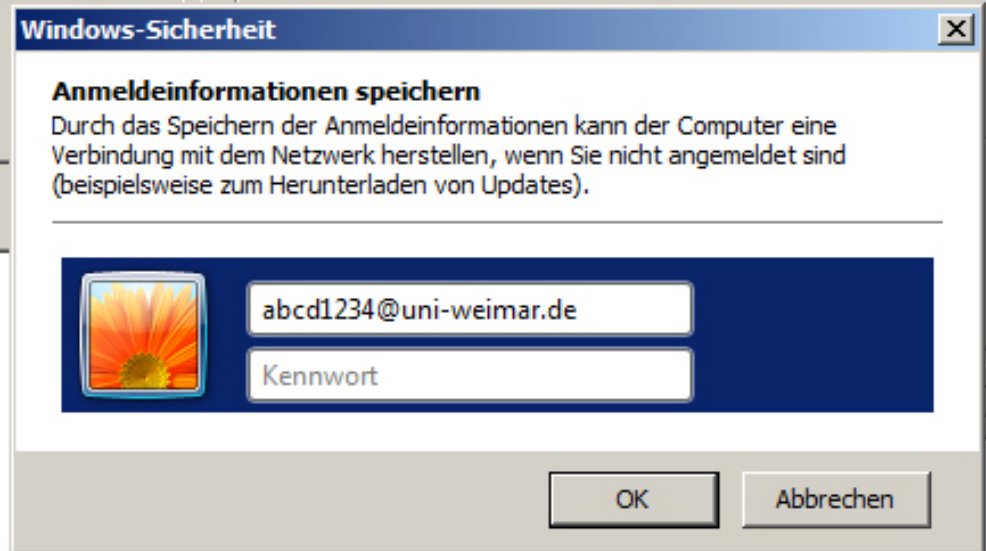 Windows-Sicherheit
Anmeldeinformationen speichern
Durch das Speichern der Anmeldeinformationen kann der Computer eine
Verbindung mit dem Netzwerk herstellen, wenn Sie nicht angemeldet sind
(beispielsweise zum Herunterladen von Updates).
abcd1234@uni-weimar.de
Kennwort
OK Abbrechen